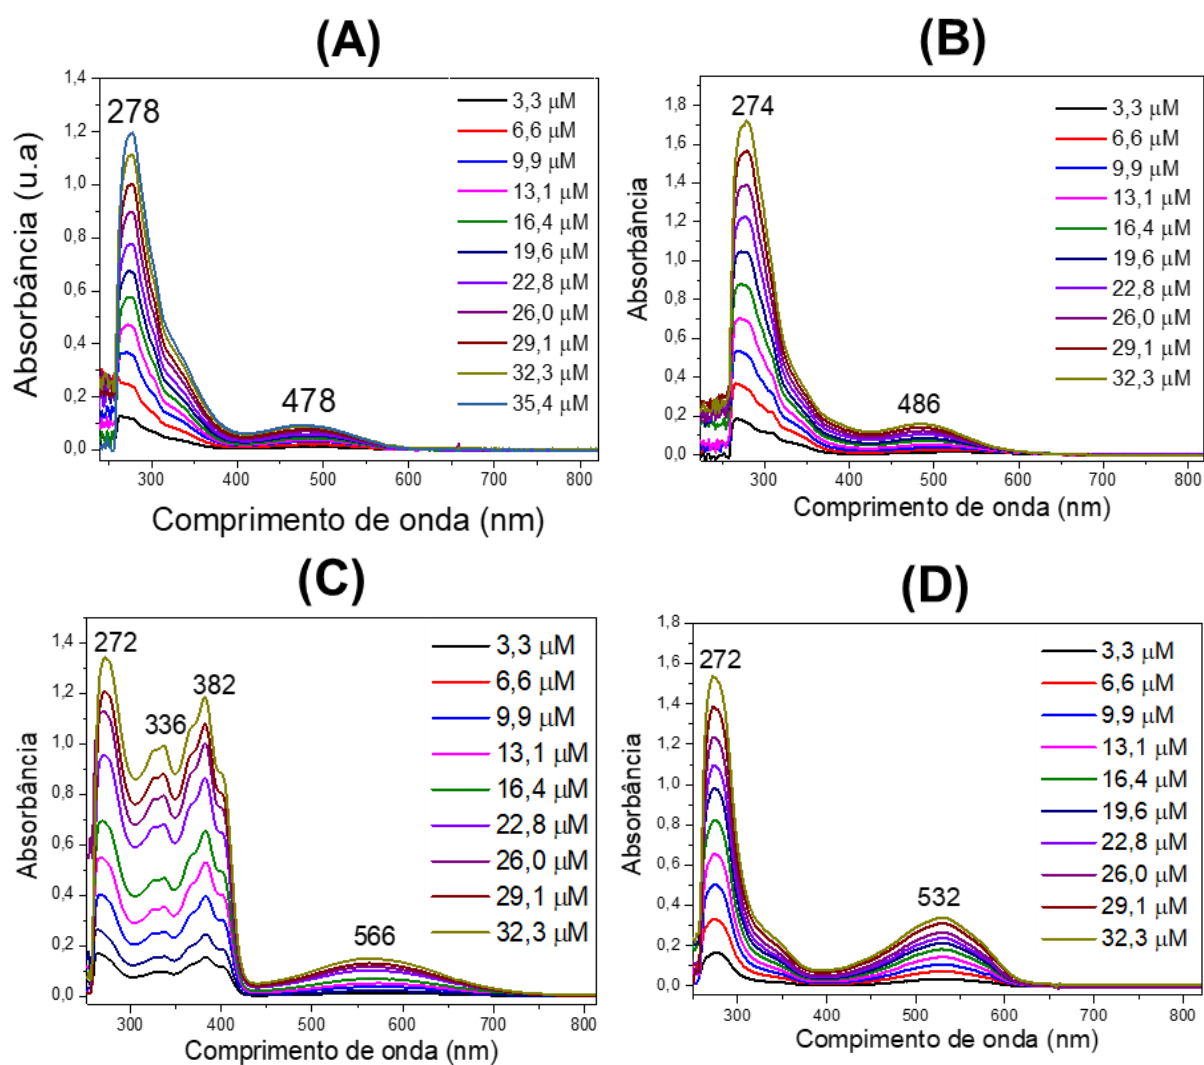 (A)
1,4
1,2
1,0
0,8
0,6
0,4
0,2
0,0
Absorbância (u.a)
278
478
3,3 µM
6,6 µM
9,9 µM
13,1 µM
16,4 µM
19,6 µM
22,8 µM
26,0 µM
29,1 µM
32,3 µM
35,4 µM
300 400 500 600 700 800
Comprimento de onda (nm)
(B)
1,8
1,6
1,4
1,2
1,0
0,8
0,6
0,4
0,2
0,0
Absorbância
274
486
3,3 µM
6,6 µM
9,9 µM
13,1 µM
16,4 µM
19,6 µM
22,8 µM
26,0 µM
29,1 µM
32,3 µM
300 400 500 600 700 800
Comprimento de onda (nm)
(C)
1,4
1,2
1,0
0,8
0,6
0,4
0,2
0,0
Absorbância
272
336
382
566
3,3 µM
6,6 µM
9,9 µM
13,1 µM
16,4 µM
22,8 µM
26,0 µM
29,1 µM
32,3 µM
300 400 500 600 700 800
Comprimento de onda (nm)
(D)
1,8
1,6
1,4
1,2
1,0
0,8
0,6
0,4
0,2
0,0
Absorbância
272
532
3,3 µM
6,6 µM
9,9 µM
13,1 µM
16,4 µM
19,6 µM
22,8 µM
26,0 µM
29,1 µM
32,3 µM
300 400 500 600 700 800
Compimento de onda (nm)